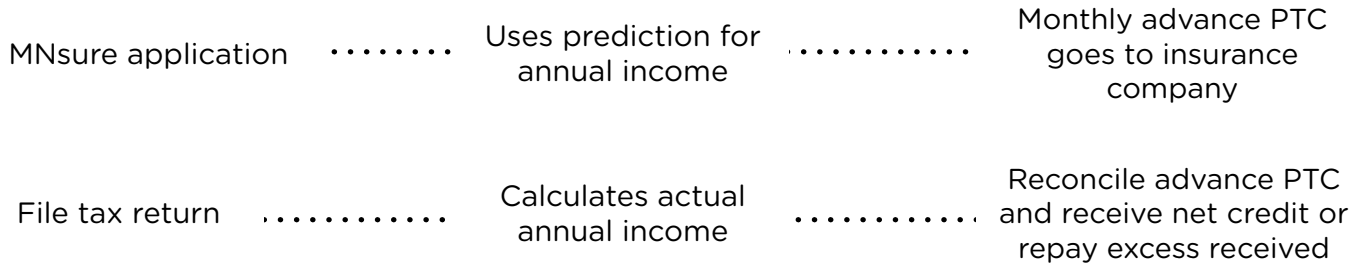 MNsure application
Uses prediction for
annual income
Monthly advance PTC
goes to insurance
company
File tax return
Calculates actual
annual income
Reconcile advance PTC
and receive net credit or
repay excess received